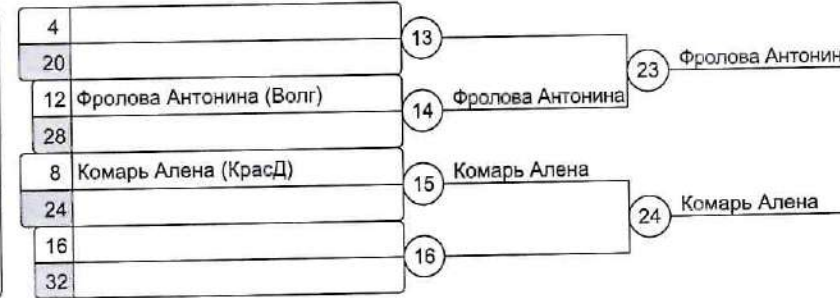 4
13
20
23 Фролова Антонин
12 Фролова Антонина (Волг)
14 Фролова Антонина
28
8 Комарь Алена (КрасД)
15 Комарь Алена
24
24 Комарь Алена
16
16
32